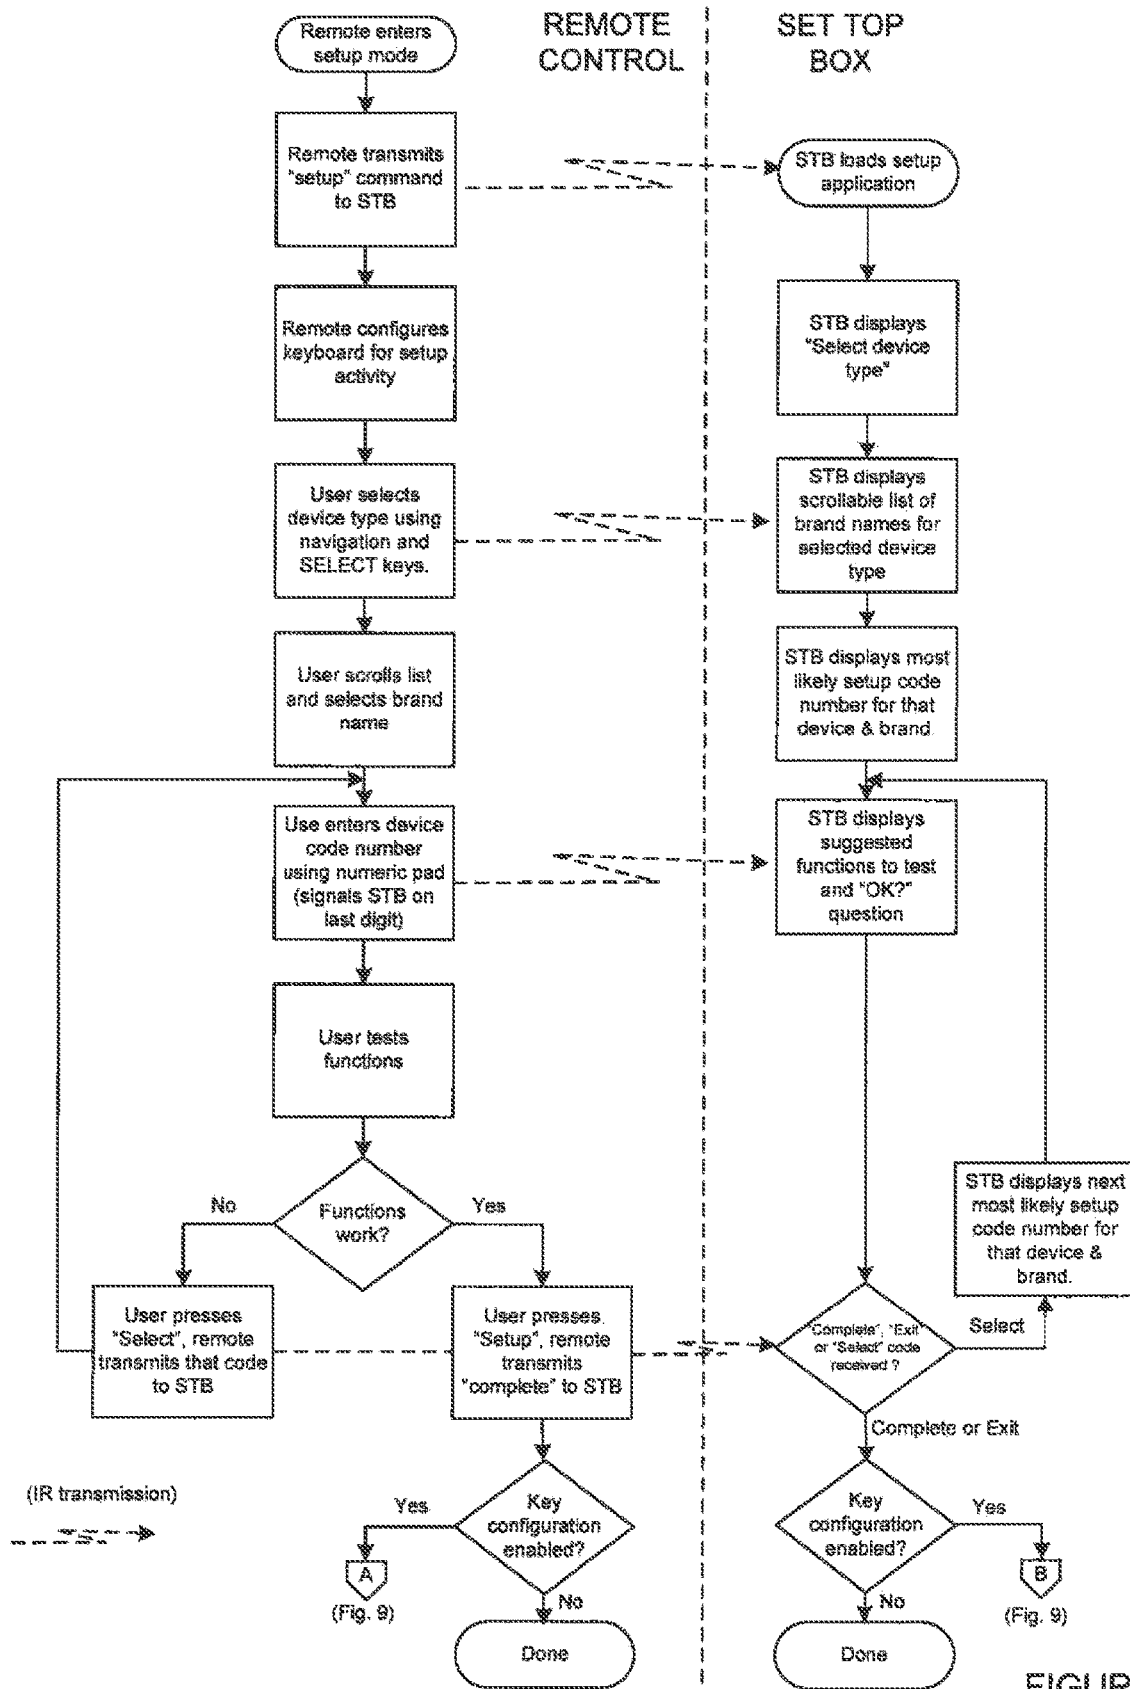 REMOTE
CONTROL
SET TOP
BOX
Remote enters
setup mode
Remote transmits
"setup" command
to STB
STB loads setup
application
Remote configures
keyboard for setup
activity
STB displays
"Select device
type"
User selects
device type using
navigation and
SELECT keys.
STB displays
scrollable list of
brand names for
selected device
type
User scrolls list
and selects brand
name
STB displays most
likely setup code
number for that
device & brand.
Use enters device
code number
using numeric pad
(signals STB on
last digit)
STB displays
suggested
functions to test
and "OK?"
question
User tests
functions
Functions
work?
No
Yes
STB displays next
most likely setup
code number for
that device &
brand.
User presses
"Select", remote
transmits that code
to STB
User presses
"Setup", remote
transmits
"complete" to STB
"Complete", "Exit"
or "Select" code
received ?
Select
Complete or Exit
(IR transmission)
Yes
Key
configuration
enabled?
A
(Fig. 9)
No
Done
Key
configuration
enabled?
Yes
B
(Fig. 9)
No
Done